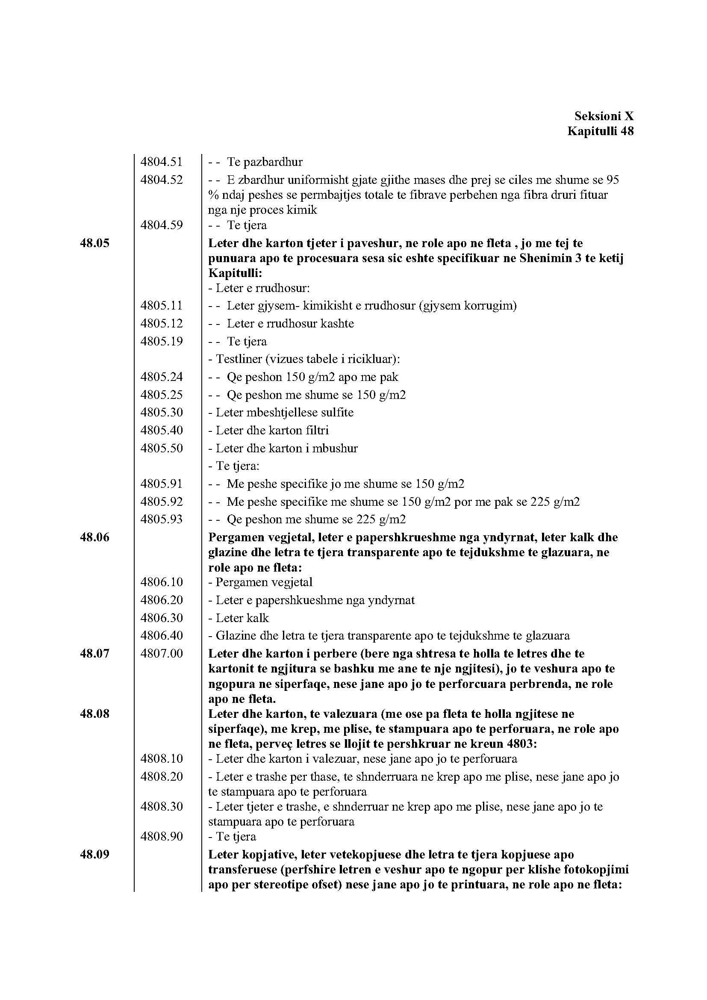 Seksioni X
Kapitulli 48
4804.51 - - Te pazbardhur
4804.52 - - E zbardhur uniformisht gjate gjithe mases dhe prej se ciles me shume se 95
% ndaj peshes se permbajtjes totale te fibrave perbehen nga fibra druri fituar
nga nje proces kimik
4804.59 - - Te tjera
48.05 Leter dhe karton tjeter i paveshur, ne role apo ne fleta , jo me tej te
punuara apo te procesuara sesa sic eshte specifikuar ne Shenimin 3 te ketij
Kapitulli:
- Leter e rrudhosur:
4805.11 - - Leter gjysem- kimikisht e rrudhosur (gjysem korrugim)
4805.12 - - Leter e rrudhosur kashte
4805.19 - - Te tjera
- Testliner (vizues tabele i ricikluar):
4805.24 - - Qe peshon 150 g/m2 apo me pak
4805.25 - - Qe peshon me shume se 150 g/m2
4805.30 - Leter mbeshtjellese sulfite
4805.40 - Leter dhe karton filtri
4805.50 - Leter dhe karton i mbushur
- Te tjera:
4805.91 - - Me peshe specifike jo me shume se 150 g/m2
4805.92 - - Me peshe specifike me shume se 150 g/m2 por me pak se 225 g/m2
4805.93 - - Qe peshon me shume se 225 g/m2
48.06 Pergamen vegjetal, leter e papershkrueshme nga yndyrnat, leter kalk dhe
glazine dhe letra te tjera transparente apo te tejdukshme te glazuara, ne
role apo ne fleta:
4806.10 - Pergamen vegjetal
4806.20 - Leter e papershkueshme nga yndyrnat
4806.30 - Leter kalk
4806.40 - Glazine dhe letra te tjera transparente apo te tejdukshme te glazuara
48.07 4807.00 Leter dhe karton i perbere (bere nga shtresa te holla te letres dhe te
kartonit te ngjitura se bashku me ane te nje ngjitesi), jo te veshura apo te
ngopura ne siperfaqe, nese jane apo jo te perforcuara perbrenda, ne role
apo ne fleta.
48.08 Leter dhe karton, te valezuara (me ose pa fleta te holla ngjitese ne
siperfaqe), me krep, me plise, te stampuara apo te perforuara, ne role apo
ne fleta, perveç letres se llojit te pershkruar ne kreun 4803:
4808.10 - Leter dhe karton i valezuar, nese jane apo jo te perforuara
4808.20 - Leter e trashe per thase, te shnderruara ne krep apo me plise, nese jane apo jo
te stampuara apo te perforuara
4808.30 - Leter tjeter e trashe, e shnderruar ne krep apo me plise, nese jane apo jo te
stampuara apo te perforuara
4808.90 - Te tjera
48.09 Leter kopjative, leter vetekopjuese dhe letra te tjera kopjuese apo
transferuese (perfshire letren e veshur apo te ngopur per klishe fotokopjimi
apo per stereotipe ofset) nese jane apo jo te printuara, ne role apo ne fleta: